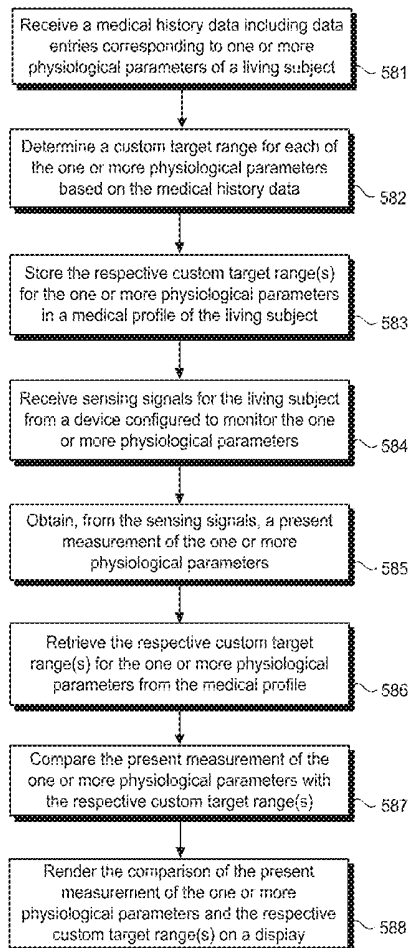 Receive a medical history data including data
entries corresponding to one or more
physiological parameters of a living subject
581
Determine a custom target range for each of
the one or more physiological parameters
based on the medical history data
582
Store the respective custom target range(s)
for the one or more physiological parameters
in a medical profile of the living subject
583
Receive sensing signals for the living subject
from a device configured to monitor the one
or more physiological parameters
584
Obtain, from the sensing signals, a present
measurement of the one or more
physiological parameters
585
Retrieve the respective custom target
range(s) for the one or more physiological
parameters from the medical profile
586
Compare the present measurement of the
one or more physiological parameters with
the respective custom target range(s)
587
Render the comparison of the present
measurement of the one or more
physiological parameters and the respective
custom target range(s) on a display
588